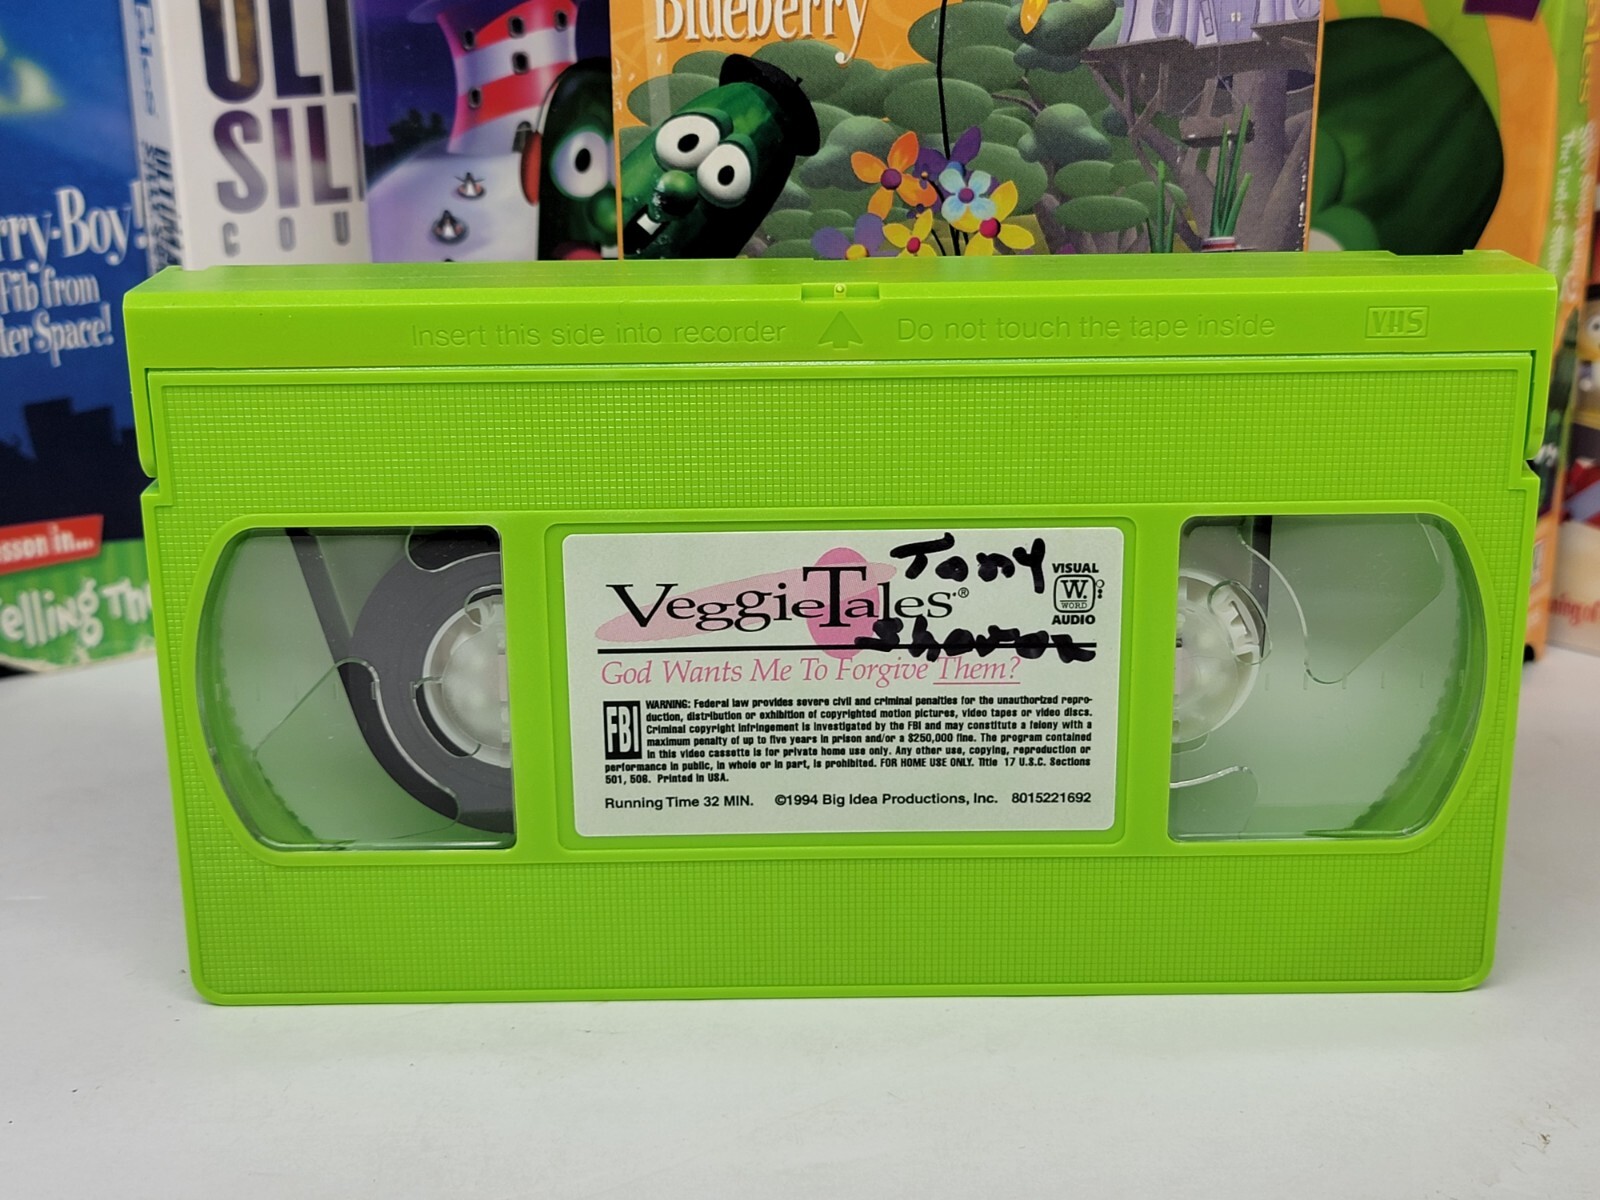 Tales
OLI
SIL
COU
Blueberry
rry-Boy!
Fib from
ter Space!
esson in...
elling The
Insert this side into recorder Do not touch the tape inside VHS
Tony
VeggieTales®
VISUAL
W.
WORD
AUDIO
God Wants Me To Forgive Them?
FBI
WARNING: Federal law provides severe civil and criminal penalties for the unauthorized repro-
duction, distribution or exhibition of copyrighted motion pictures, video tapes or video discs.
Criminal copyright infringement is investigated by the FBI and may constitute a felony with a
maximum penalty of up to five years in prison and/or a $250,000 fine. The program contained
in this video cassette is for private home use only. Any other use, copying, reproduction or
performance in public, in whole or in part, is prohibited. FOR HOME USE ONLY. Title 17 U.S.C. Sections
501, 506. Printed in USA.
Running Time 32 MIN. ©1994 Big Idea Productions, Inc. 8015221692